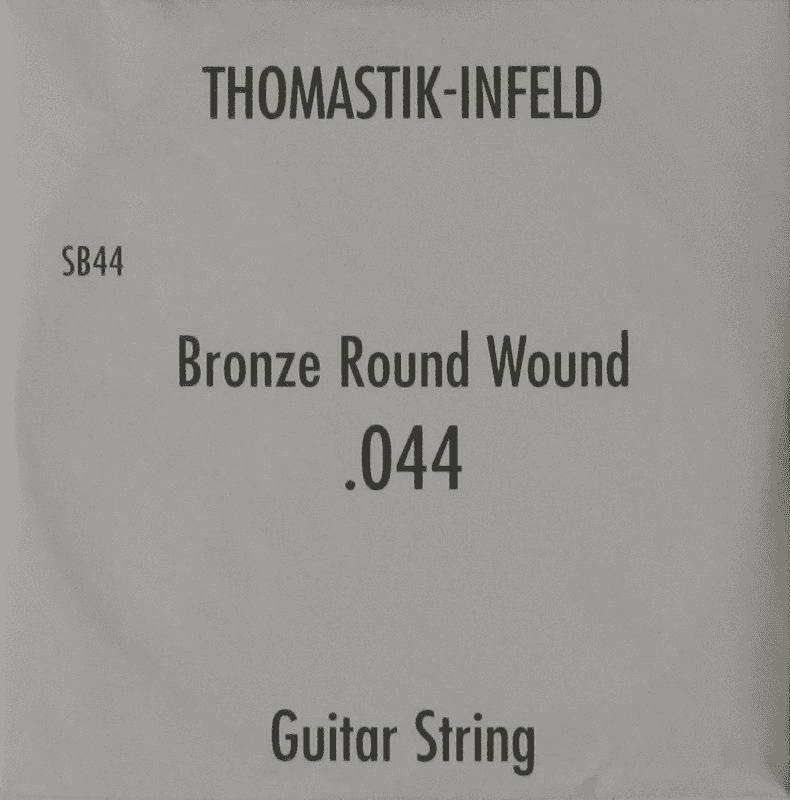 THOMASTIK-INFELD
SB44
Bronze Round Wound
.044
Guitar String